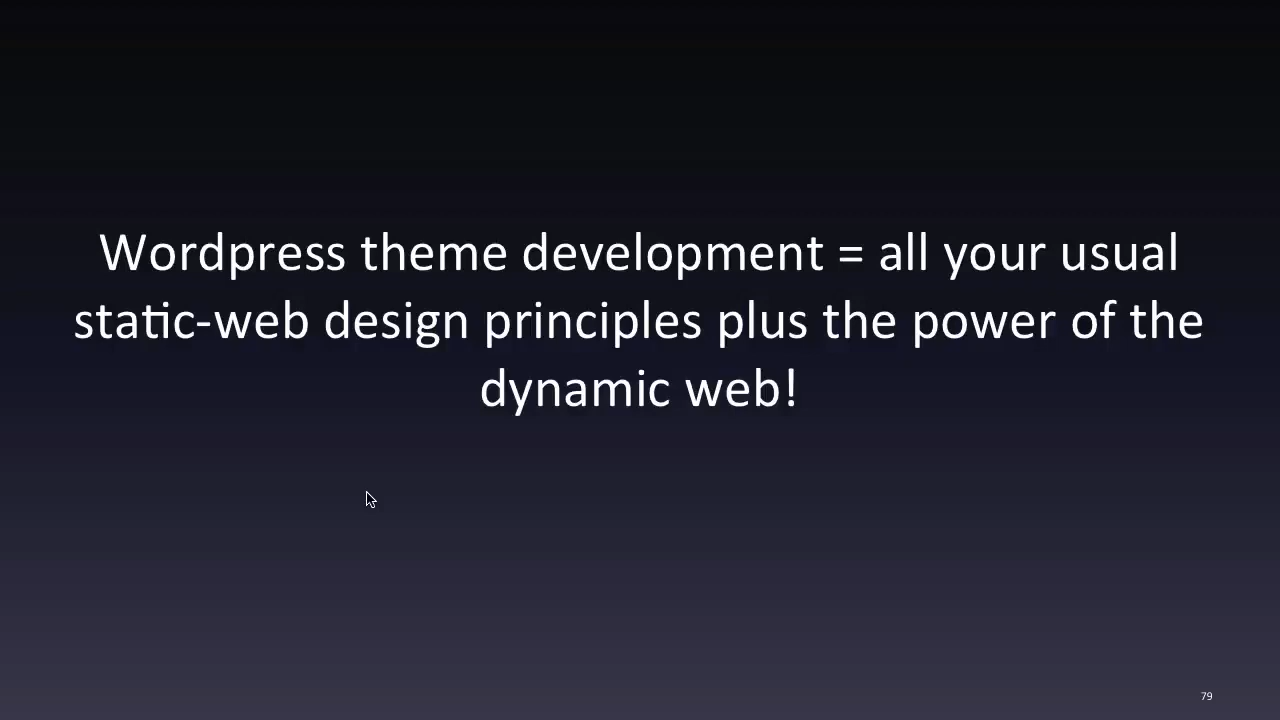 Wordpress theme development = all your usual
static-web design principles plus the power of the
dynamic web!
79